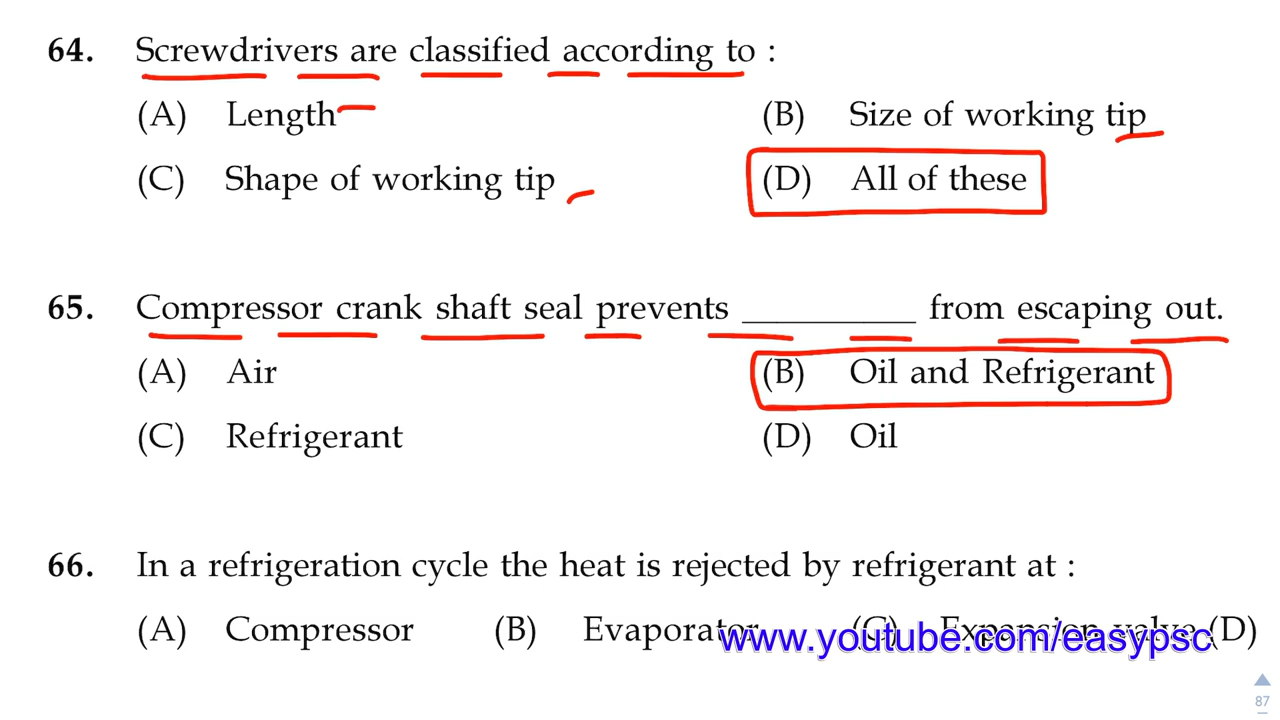 64. Screwdrivers are classified according to :
(A) Length (B) Size of working tip
(C) Shape of working tip (D) All of these
65. Compressor crank shaft seal prevents __________ from escaping out.
(A) Air (B) Oil and Refrigerant
(C) Refrigerant (D) Oil
66. In a refrigeration cycle the heat is rejected by refrigerant at :
(A) Compressor (B) Evaporator (C) Expansion valve (D)
www.youtube.com/easypsc
87